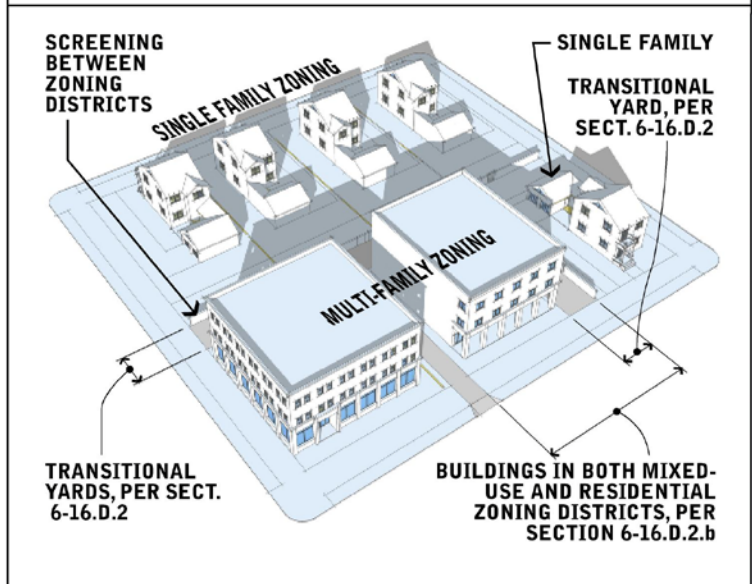 SCREENING
BETWEEN
ZONING
DISTRICTS
SINGLE FAMILY ZONING
SINGLE FAMILY
TRANSITIONAL
YARD, PER
SECT. 6-16.D.2
MULTI-FAMILY ZONING
TRANSITIONAL
YARDS, PER SECT.
6-16.D.2
BUILDINGS IN BOTH MIXED-
USE AND RESIDENTIAL
ZONING DISTRICTS, PER
SECTION 6-16.D.2.b